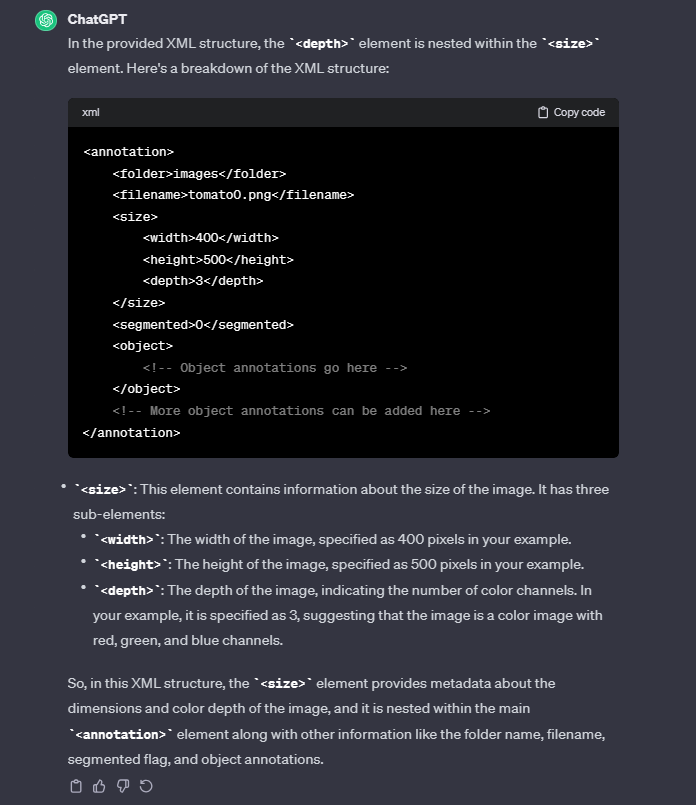 ChatGPT
In the provided XML structure, the `<depth>` element is nested within the `<size>`
element. Here's a breakdown of the XML structure:
xml Copy code
<annotation>
    <folder>images</folder>
    <filename>tomato0.png</filename>
    <size>
        <width>400</width>
        <height>500</height>
        <depth>3</depth>
    </size>
    <segmented>0</segmented>
    <object>
        <!-- Object annotations go here -->
    </object>
    <!-- More object annotations can be added here -->
</annotation>
• `<size>`: This element contains information about the size of the image. It has three
sub-elements:
• `<width>`: The width of the image, specified as 400 pixels in your example.
• `<height>`: The height of the image, specified as 500 pixels in your example.
• `<depth>`: The depth of the image, indicating the number of color channels. In
your example, it is specified as 3, suggesting that the image is a color image with
red, green, and blue channels.
So, in this XML structure, the `<size>` element provides metadata about the
dimensions and color depth of the image, and it is nested within the main
`<annotation>` element along with other information like the folder name, filename,
segmented flag, and object annotations.